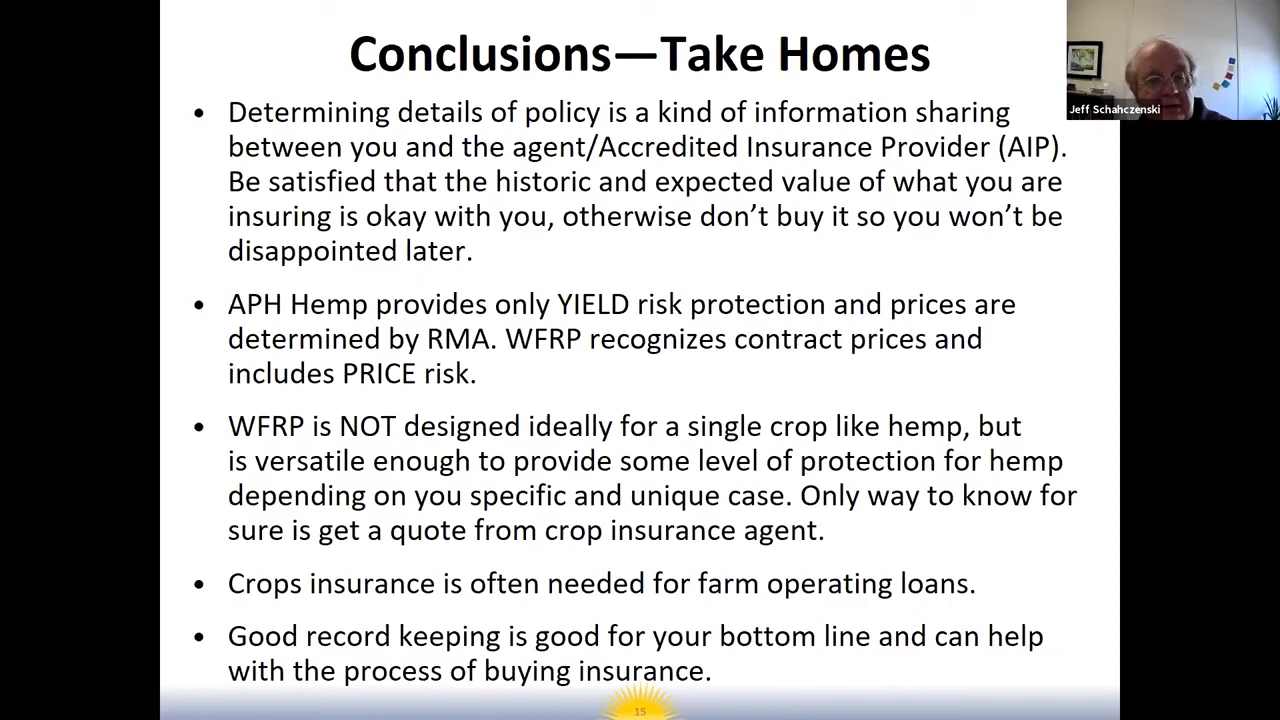 Conclusions—Take Homes
• Determining details of policy is a kind of information sharing
between you and the agent/Accredited Insurance Provider (AIP).
Be satisfied that the historic and expected value of what you are
insuring is okay with you, otherwise don't buy it so you won't be
disappointed later.
• APH Hemp provides only YIELD risk protection and prices are
determined by RMA. WFRP recognizes contract prices and
includes PRICE risk.
• WFRP is NOT designed ideally for a single crop like hemp, but
is versatile enough to provide some level of protection for hemp
depending on you specific and unique case. Only way to know for
sure is get a quote from crop insurance agent.
• Crops insurance is often needed for farm operating loans.
• Good record keeping is good for your bottom line and can help
with the process of buying insurance.
15
Jeff Schahczenski